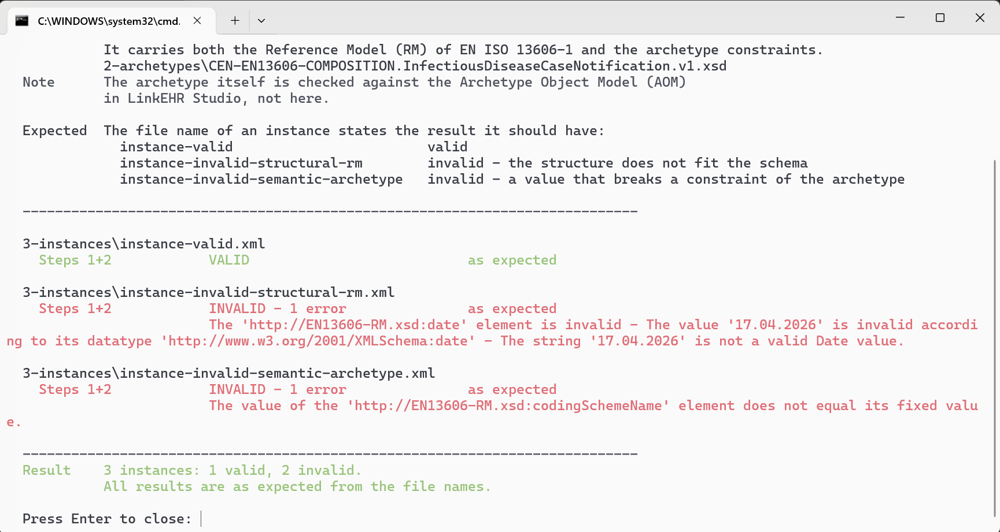 C:\WINDOWS\system32\cmd.
It carries both the Reference Model (RM) of EN ISO 13606-1 and the archetype constraints.
2-archetypes\CEN-EN13606-COMPOSITION.InfectiousDiseaseCaseNotification.v1.xsd
Note The archetype itself is checked against the Archetype Object Model (AOM)
in LinkEHR Studio, not here.
Expected The file name of an instance states the result it should have:
instance-valid valid
instance-invalid-structural-rm invalid - the structure does not fit the schema
instance-invalid-semantic-archetype invalid - a value that breaks a constraint of the archetype
----------------------------------------------------------------------------
3-instances\instance-valid.xml
Steps 1+2 VALID as expected
3-instances\instance-invalid-structural-rm.xml
Steps 1+2 INVALID - 1 error as expected
The 'http://EN13606-RM.xsd:date' element is invalid - The value '17.04.2026' is invalid accordi
ng to its datatype 'http://www.w3.org/2001/XMLSchema:date' - The string '17.04.2026' is not a valid Date value.
3-instances\instance-invalid-semantic-archetype.xml
Steps 1+2 INVALID - 1 error as expected
The value of the 'http://EN13606-RM.xsd:codingSchemeName' element does not equal its fixed valu
e.
----------------------------------------------------------------------------
Result 3 instances: 1 valid, 2 invalid.
All results are as expected from the file names.
Press Enter to close: